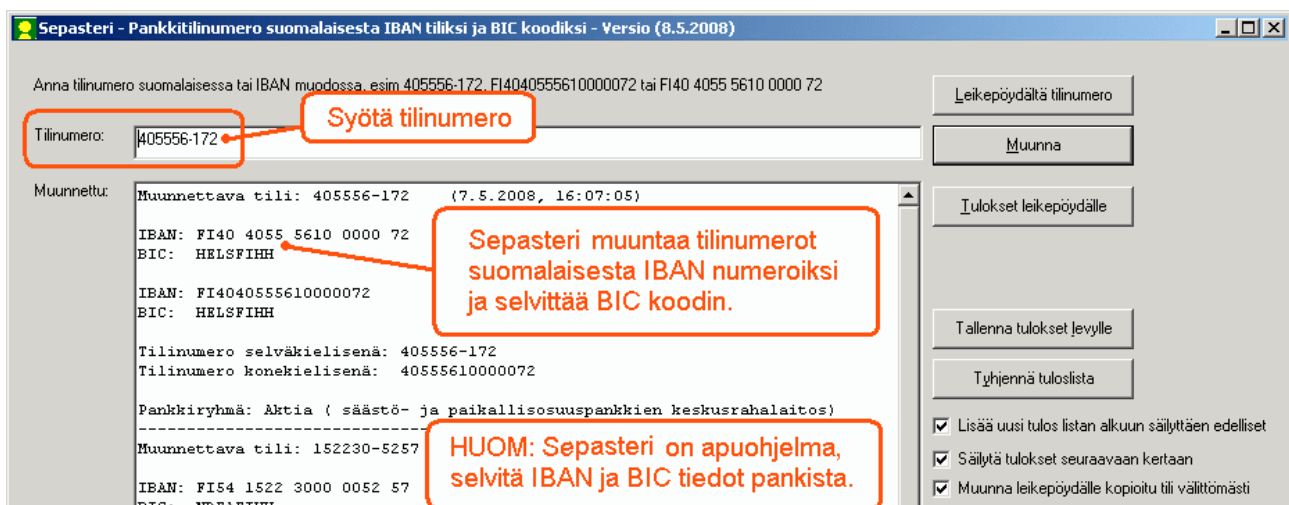 Sepasteri - Pankkitilinumero suomalaisesta IBAN tiliksi ja BIC koodiksi - Versio (8.5.2008)
Anna tilinumero suomalaisessa tai IBAN muodossa, esim 405556-172, FI4040555610000072 tai FI40 4055 5610 0000 72
Leikepöydältä tilinumero
Syötä tilinumero
Tilinumero:
405556-172
Muunna
Muunnettu:
Muunnettava tili: 405556-172 (7.5.2008, 16:07:05)
Tulokset leikepöydälle
IBAN: FI40 4055 5610 0000 72
BIC: HELSFIHH
Sepasteri muuntaa tilinumerot
suomalaisesta IBAN numeroiksi
ja selvittää BIC koodin.
IBAN: FI4040555610000072
BIC: HELSFIHH
Tallenna tulokset levylle
Tilinumero selväkielisenä: 405556-172
Tilinumero konekielisenä: 40555610000072
Tyhjennä tuloslista
Pankkiryhmä: Aktia ( säästö- ja paikallisosuuspankkien keskusrahalaitos)
Lisää uusi tulos listan alkuun säilyttäen edelliset
Muunnettava tili: 152230-5257
HUOM: Sepasteri on apuohjelma,
selvitä IBAN ja BIC tiedot pankista.
Säilytä tulokset seuraavaan kertaan
IBAN: FI54 1522 3000 0052 57
Muunna leikepöydälle kopioitu tili välittömästi